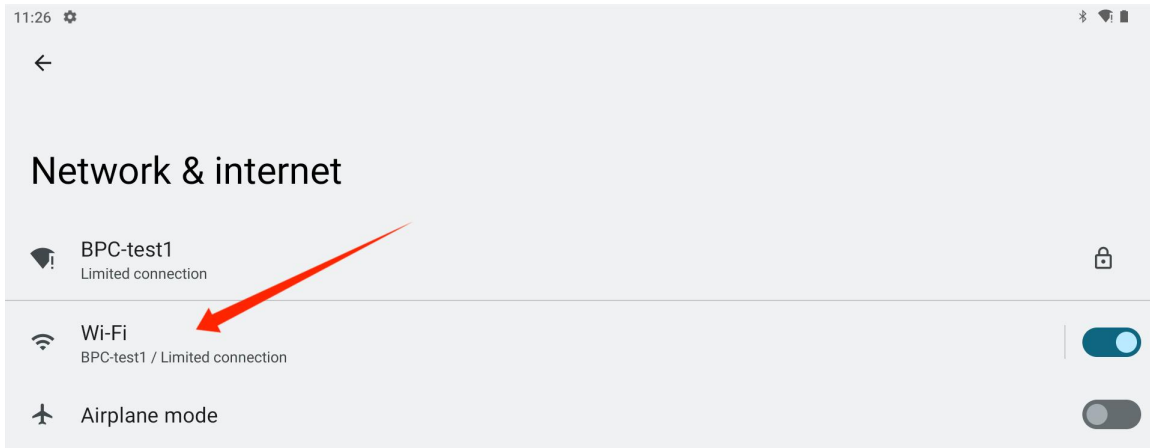 11:26
Network & internet
BPC-test1
Limited connection
Wi-Fi
BPC-test1 / Limited connection
Airplane mode